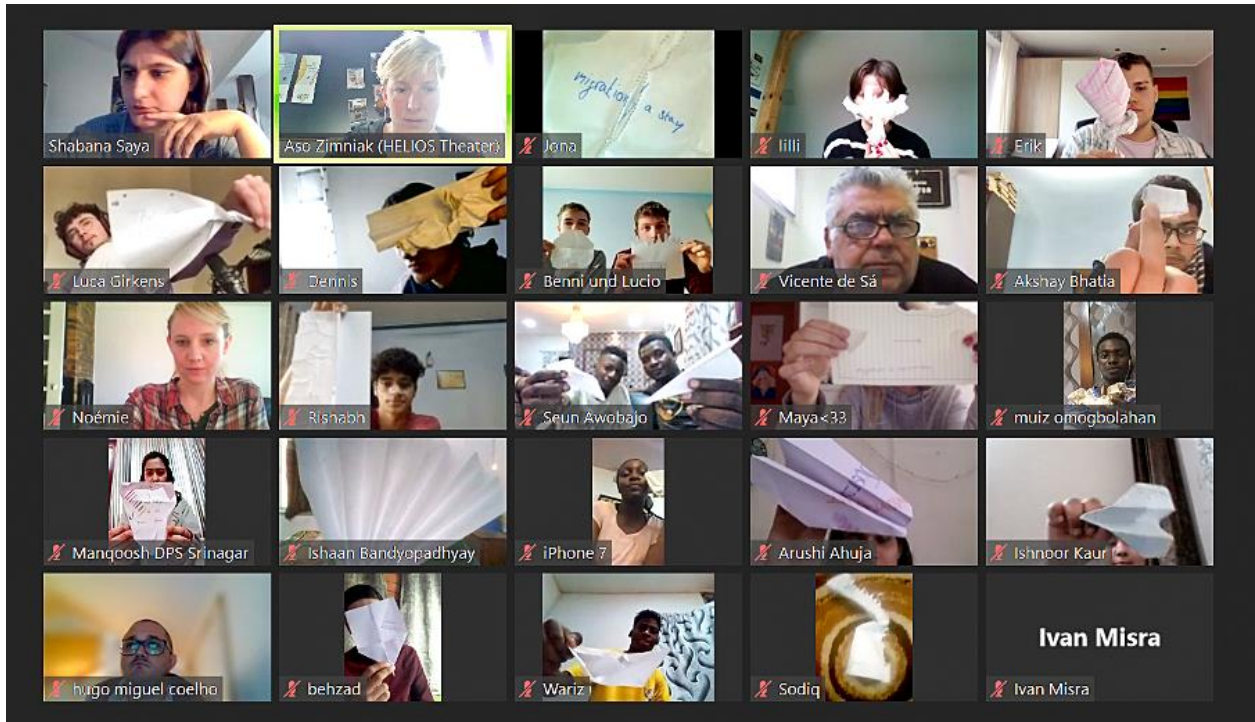 Shabana Saya
Aso Zimniak (HELIOS Theater)
migration a stay
Jona
lilli
Erik
Luca Girkens
Dennis
Benni und Lucio
Vicente de Sá
Akshay Bhatia
Noémie
Rishabh
Seun Awobajo
Maya<33
muiz omogbolahan
Manqoosh DPS Srinagar
Ishaan Bandyopadhyay
iPhone 7
Arushi Ahuja
Ishnoor Kaur
hugo miguel coelho
behzad
Wariz
Sodiq
Ivan Misra
Ivan Misra